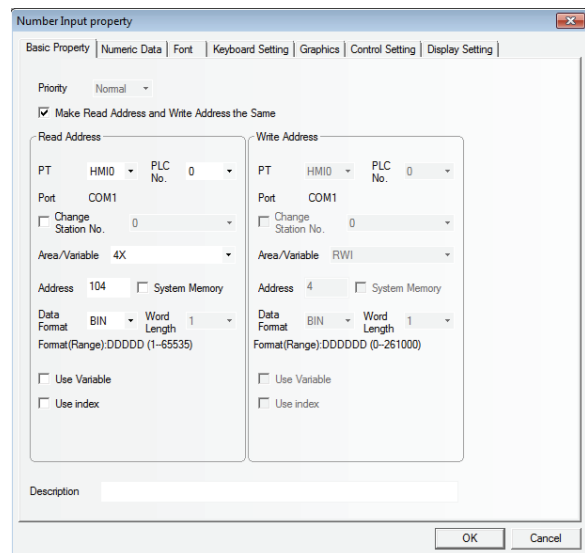 Number Input property
Basic Property Numeric Data Font Keyboard Setting Graphics Control Setting Display Setting
Priority Normal
Make Read Address and Write Address the Same
Read Address
PT HMI0 PLC No. 0
Port COM1
Change Station No. 0
Area/Variable 4X
Address 104 System Memory
Data Format BIN Word Length 1
Format(Range):DDDDD (1--65535)
Use Variable
Use index
Write Address
PT HMI0 PLC No. 0
Port COM1
Change Station No. 0
Area/Variable RWI
Address 4 System Memory
Data Format BIN Word Length 1
Format(Range):DDDDDD (0--261000)
Use Variable
Use index
Description
OK Cancel